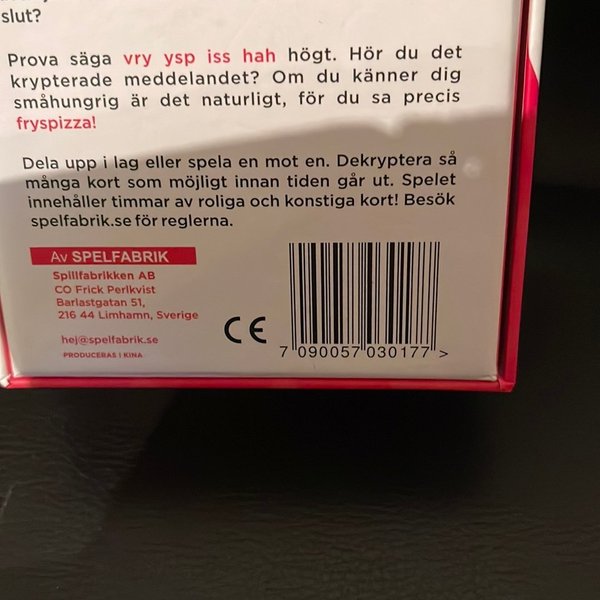 slut?
Prova säga vry ysp iss hah högt. Hör du det
krypterade meddelandet? Om du känner dig
småhungrig är det naturligt, för du sa precis
fryspizza!
Dela upp i lag eller spela en mot en. Dekryptera så
många kort som möjligt innan tiden går ut. Spelet
innehåller timmar av roliga och konstiga kort! Besök
spelfabrik.se för reglerna.
Av SPELFABRIK
Spillfabrikken AB
CO Frick Perlkvist
Barlastgatan 51,
216 44 Limhamn, Sverige
hej@spelfabrik.se
PRODUCERAS I KINA
CE
7 090057 030177 >